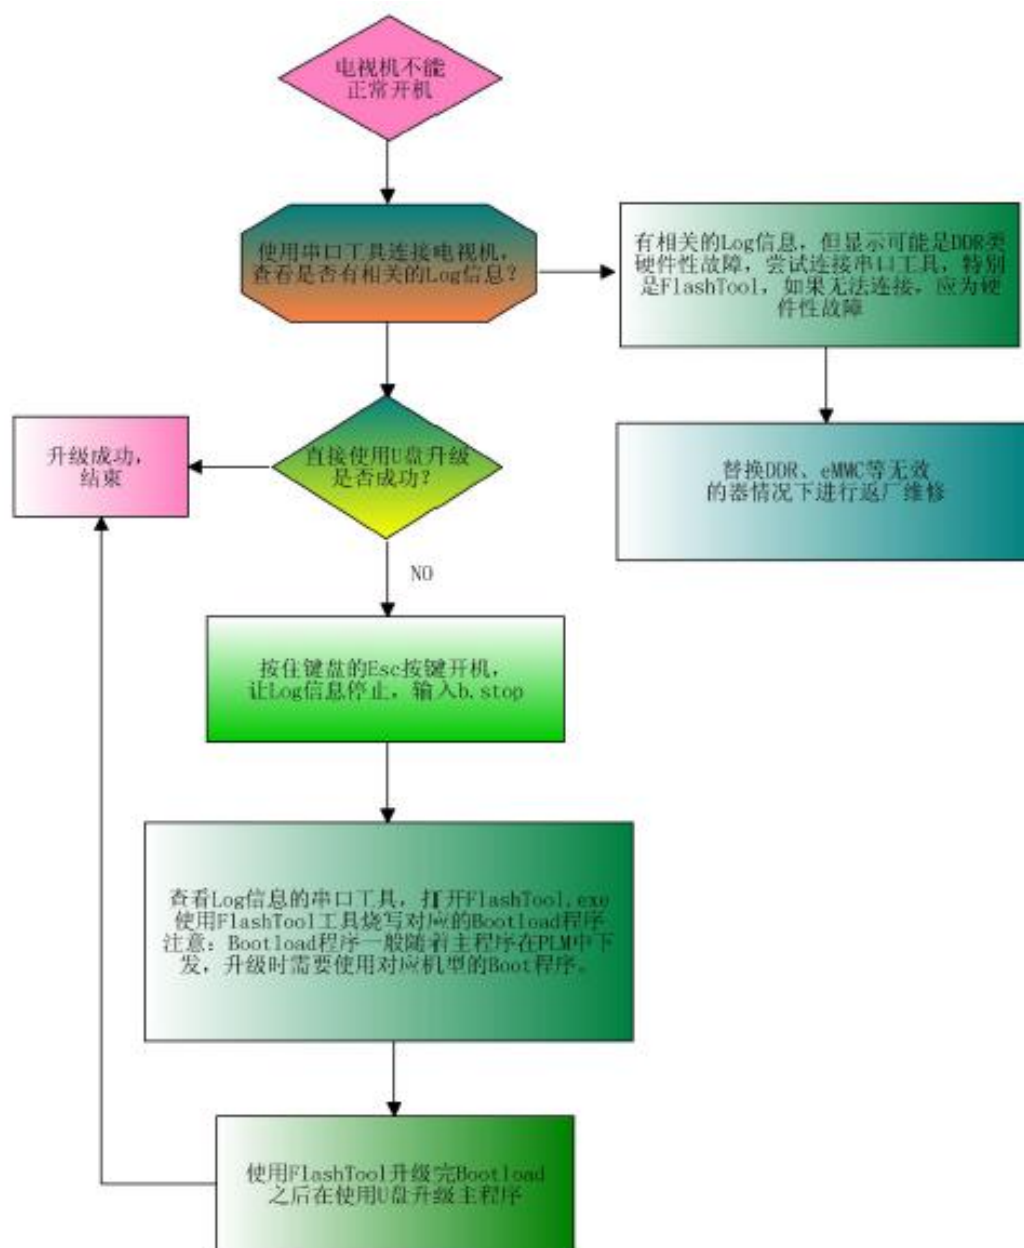 电视机不能
正常开机
使用串口工具连接电视机，
查看是否有相关的Log信息？
有相关的Log信息，但显示可能是DDR类
硬件性故障，尝试连接串口工具，特别
是FlashTool，如果无法连接，应为硬
件性故障
直接使用U盘升级
是否成功？
升级成功，
结束
替换DDR、eMMC等无效
的器情况下进行返厂维修
NO
按住键盘的Esc按键开机，
让Log信息停止，输入b.stop
查看Log信息的串口工具，打开FlashTool.exe
使用FlashTool工具烧写对应的Bootload程序
注意：Bootload程序一般随着主程序在PLM中下
发，升级时需要使用对应机型的Boot程序。
使用FlashTool升级完Bootload
之后在使用U盘升级主程序